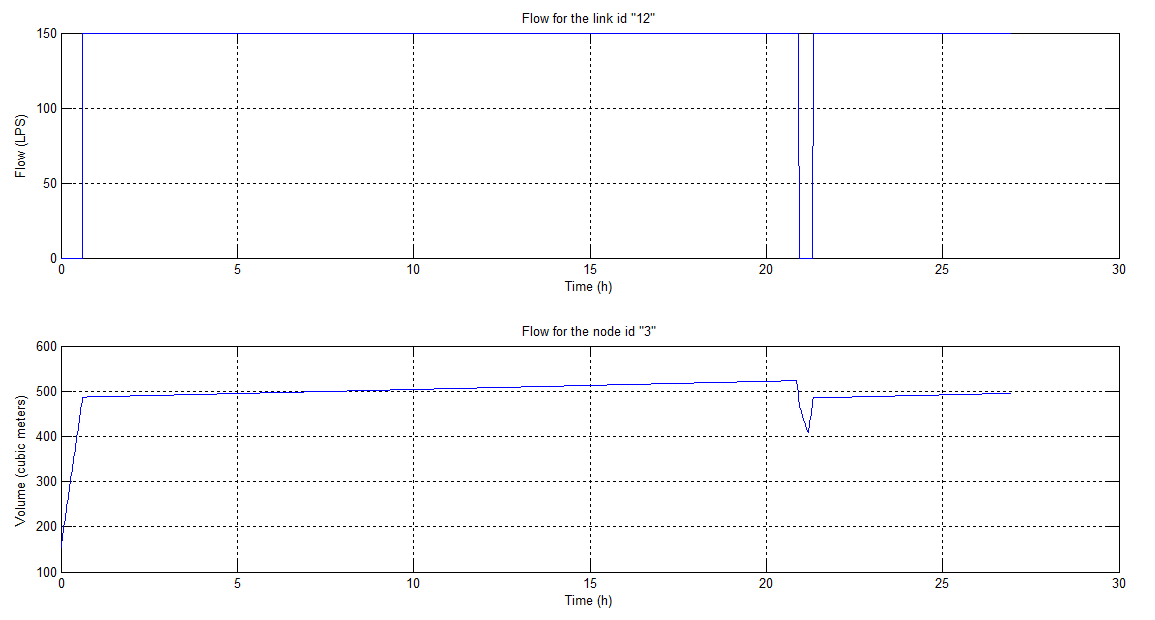 Flow for the link id "12"
150
100
50
0
Flow (LPS)
0 5 10 15 20 25 30
Time (h)
Flow for the node id "3"
600
500
400
300
200
100
Volume (cubic meters)
0 5 10 15 20 25 30
Time (h)